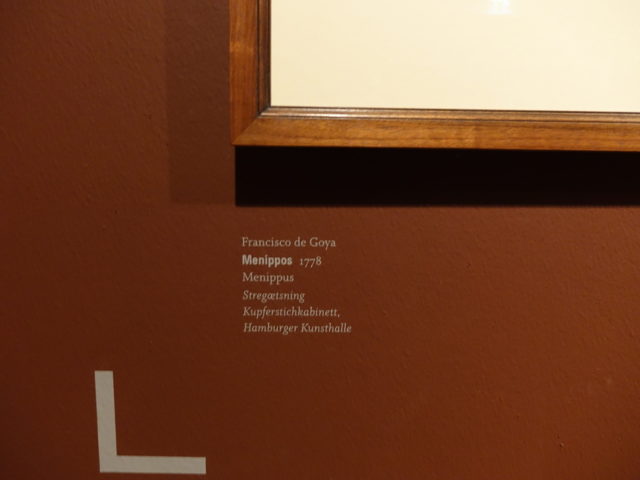 Francisco de Goya
Menippos 1778
Menippus
Stregætsning
Kupferstichkabinett,
Hamburger Kunsthalle